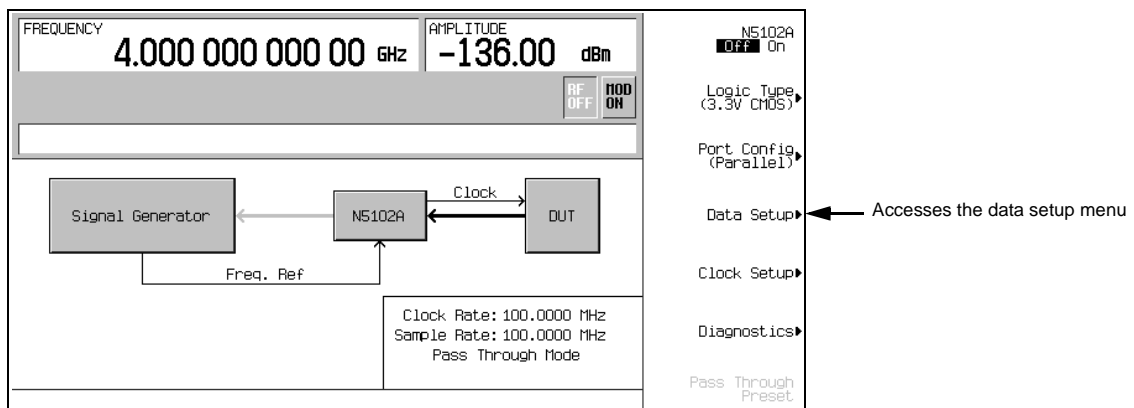 FREQUENCY
4.000 000 000 00 GHz
AMPLITUDE
-136.00 dBm
RF OFF
MOD ON
N5102A
Off On
Logic Type
(3.3V CMOS)
Port Config
(Parallel)
Data Setup
Accesses the data setup menu
Clock Setup
Diagnostics
Pass Through
Preset
Signal Generator
N5102A
Clock
DUT
Freq. Ref
Clock Rate: 100.0000 MHz
Sample Rate: 100.0000 MHz
Pass Through Mode